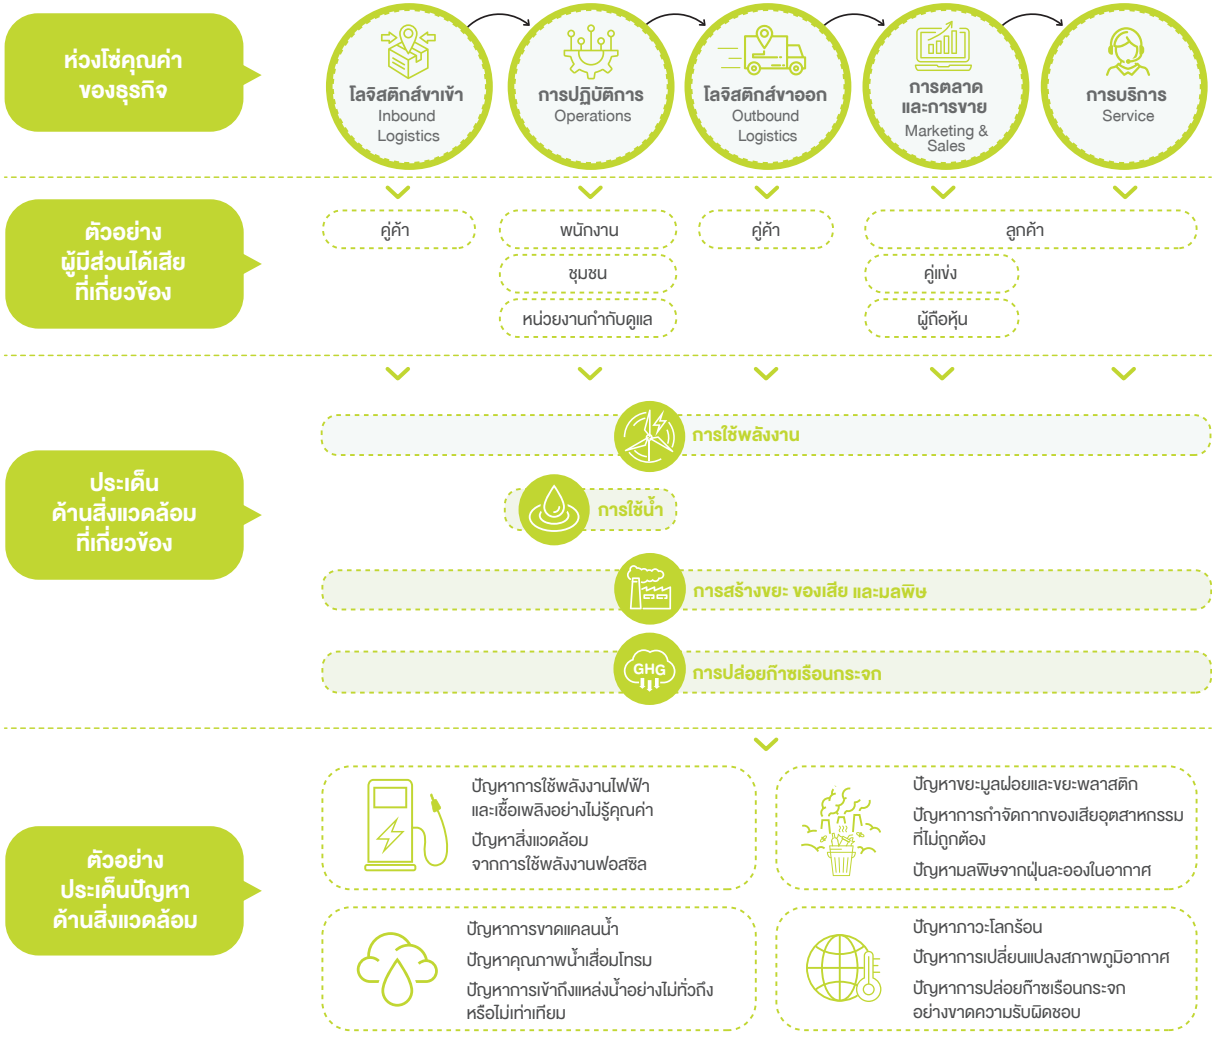 ห่วงโซ่คุณค่า
ของธุรกิจ
โลจิสติกส์ขาเข้า
Inbound
Logistics
การปฏิบัติการ
Operations
โลจิสติกส์ขาออก
Outbound
Logistics
การตลาด
และการขาย
Marketing &
Sales
การบริการ
Service
ตัวอย่าง
ผู้มีส่วนได้เสีย
ที่เกี่ยวข้อง
คู่ค้า
พนักงาน
คู่ค้า
ลูกค้า
ชุมชน
คู่แข่ง
หน่วยงานกำกับดูแล
ผู้ถือหุ้น
ประเด็น
ด้านสิ่งแวดล้อม
ที่เกี่ยวข้อง
การใช้พลังงาน
การใช้น้ำ
การสร้างขยะ ของเสีย และมลพิษ
GHG
การปล่อยก๊าซเรือนกระจก
ตัวอย่าง
ประเด็นปัญหา
ด้านสิ่งแวดล้อม
ปัญหาการใช้พลังงานไฟฟ้า
และเชื้อเพลิงอย่างไม่รู้คุณค่า
ปัญหาสิ่งแวดล้อม
จากการใช้พลังงานฟอสซิล
ปัญหาขยะมูลฝอยและขยะพลาสติก
ปัญหาการกำจัดกากของเสียอุตสาหกรรม
ที่ไม่ถูกต้อง
ปัญหามลพิษจากฝุ่นละอองในอากาศ
ปัญหาการขาดแคลนน้ำ
ปัญหาคุณภาพน้ำเสื่อมโทรม
ปัญหาการเข้าถึงแหล่งน้ำอย่างไม่ทั่วถึง
หรือไม่เท่าเทียม
ปัญหาภาวะโลกร้อน
ปัญหาการเปลี่ยนแปลงสภาพภูมิอากาศ
ปัญหาการปล่อยก๊าซเรือนกระจก
อย่างขาดความรับผิดชอบ